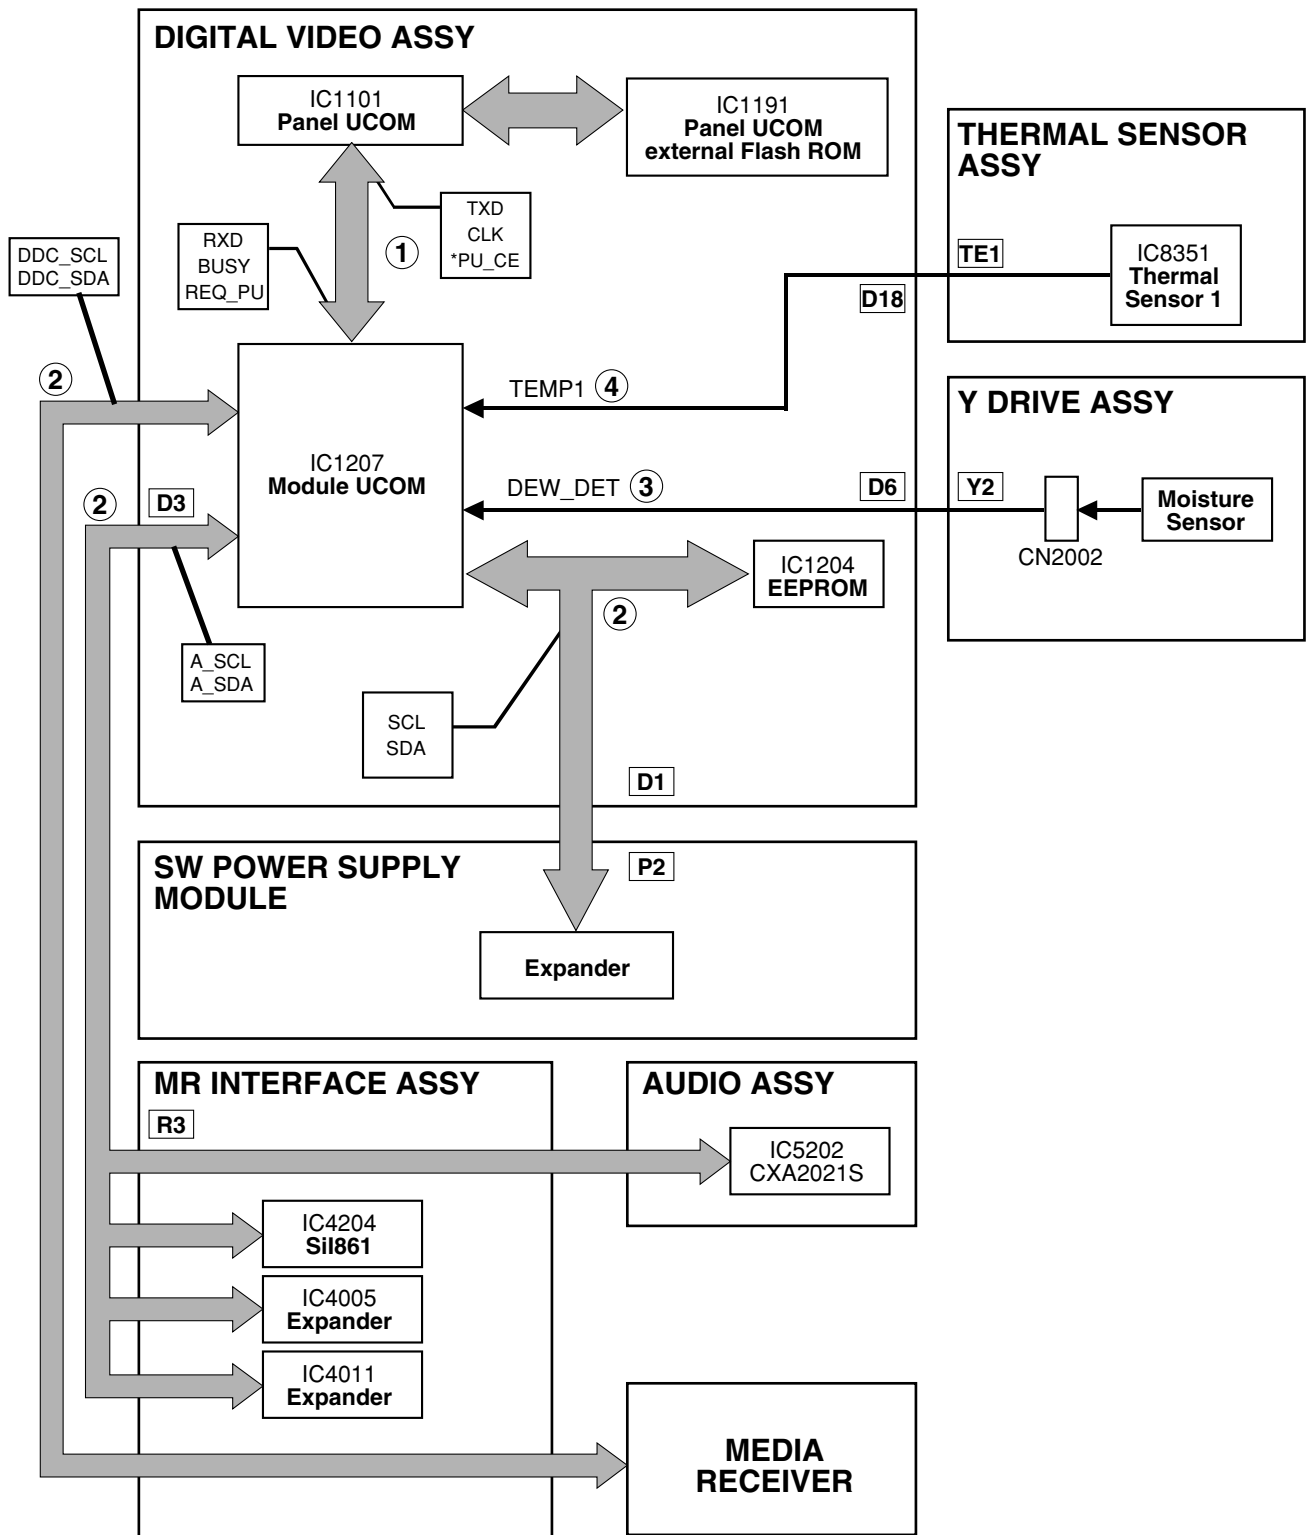 DIGITAL VIDEO ASSY
IC1101
Panel UCOM
IC1191
Panel UCOM
external Flash ROM
THERMAL SENSOR
ASSY
TXD
CLK
*PU_CE
RXD
BUSY
REQ_PU
1
DDC_SCL
DDC_SDA
TE1
IC8351
Thermal
Sensor 1
D18
2
TEMP1 4
Y DRIVE ASSY
IC1207
Module UCOM
DEW_DET 3
D6
Y2
Moisture
Sensor
CN2002
2
D3
IC1204
EEPROM
2
A_SCL
A_SDA
SCL
SDA
D1
SW POWER SUPPLY
MODULE
P2
Expander
MR INTERFACE ASSY
R3
AUDIO ASSY
IC5202
CXA2021S
IC4204
SiI861
IC4005
Expander
IC4011
Expander
MEDIA
RECEIVER